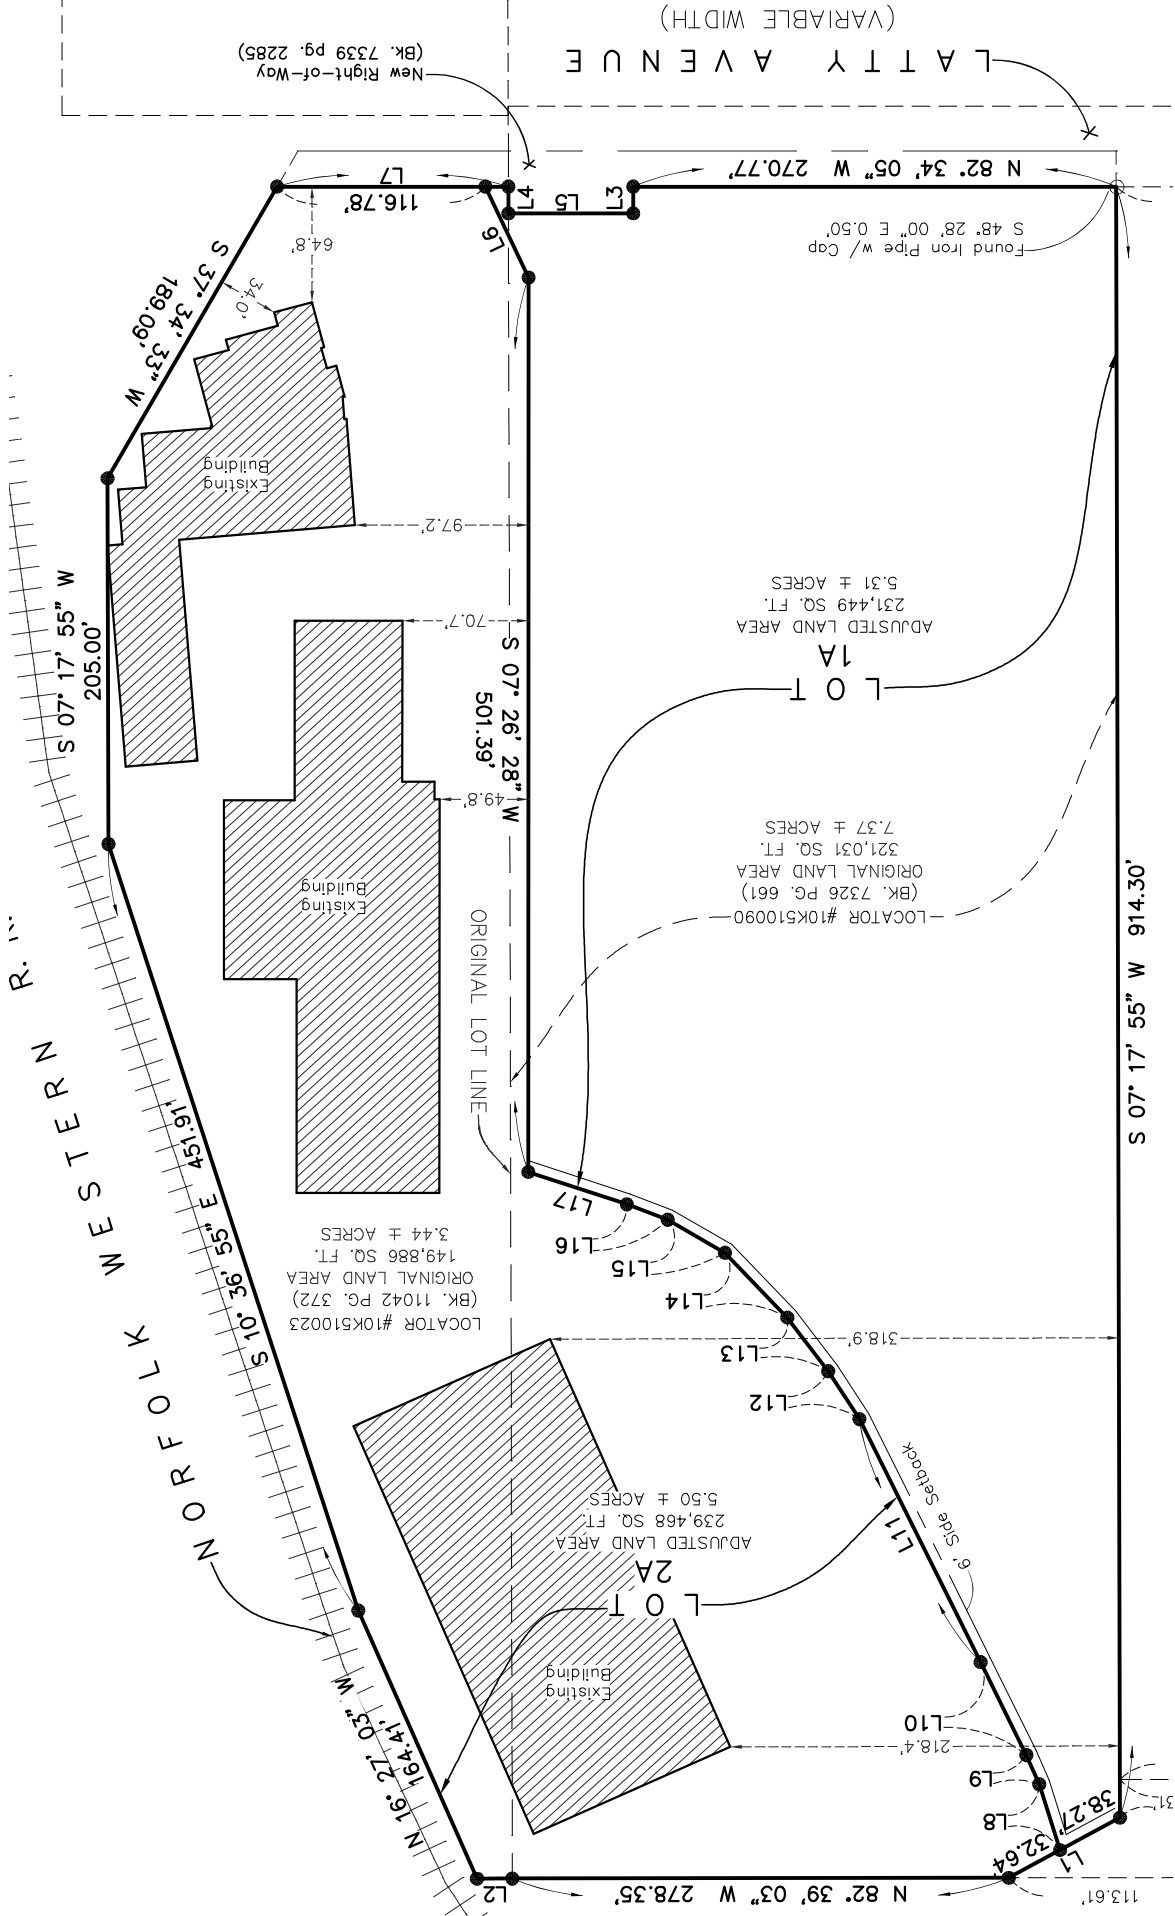 113.61'
N 82° 39' 03" W 278.35'
L2
32.64'
L1
38.27'
31'
L8
L9
218.4'
L10
N 16° 27' 03" W
164.41'
Existing
Building
LOT
2A
ADJUSTED LAND AREA
239,468 SQ. FT.
5.50 ± ACRES
L11
6' Side Setback
L12
L13
318.9'
L14
L15
L16
L17
LOCATOR #10K510023
(BK. 11042 PG. 372)
ORIGINAL LAND AREA
149,886 SQ. FT.
3.44 ± ACRES
NORFOLK WESTERN R.
S 10° 36' 55" E 451.91'
ORIGINAL LOT LINE
S 07° 17' 55" W 914.30'
LOCATOR #10K510090
(BK. 7326 PG. 661)
ORIGINAL LAND AREA
321,031 SQ. FT.
7.37 ± ACRES
Existing
Building
49.8'
S 07° 26' 28" W
501.39'
LOT
1A
ADJUSTED LAND AREA
231,449 SQ. FT.
5.31 ± ACRES
70.7'
S 07° 17' 55" W
205.00'
97.2'
Existing
Building
S 37° 34' 33" W
189.09'
34.0'
64.8'
L6
Found Iron Pipe w/ Cap
S 48° 28' 00" E 0.50'
116.78'
L7
L4
L5
L3
N 82° 34' 05" W 270.77'
New Right-of-Way
(Bk. 7339 pg. 2285)
LATTY AVENUE
(VARIABLE WIDTH)